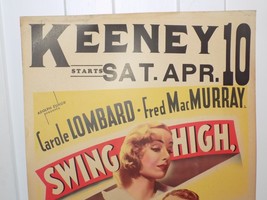 KEENEY 10
STARTS SAT. APR.
Carole LOMBARD · Fred MacMURRAY.
SWING HIGH,